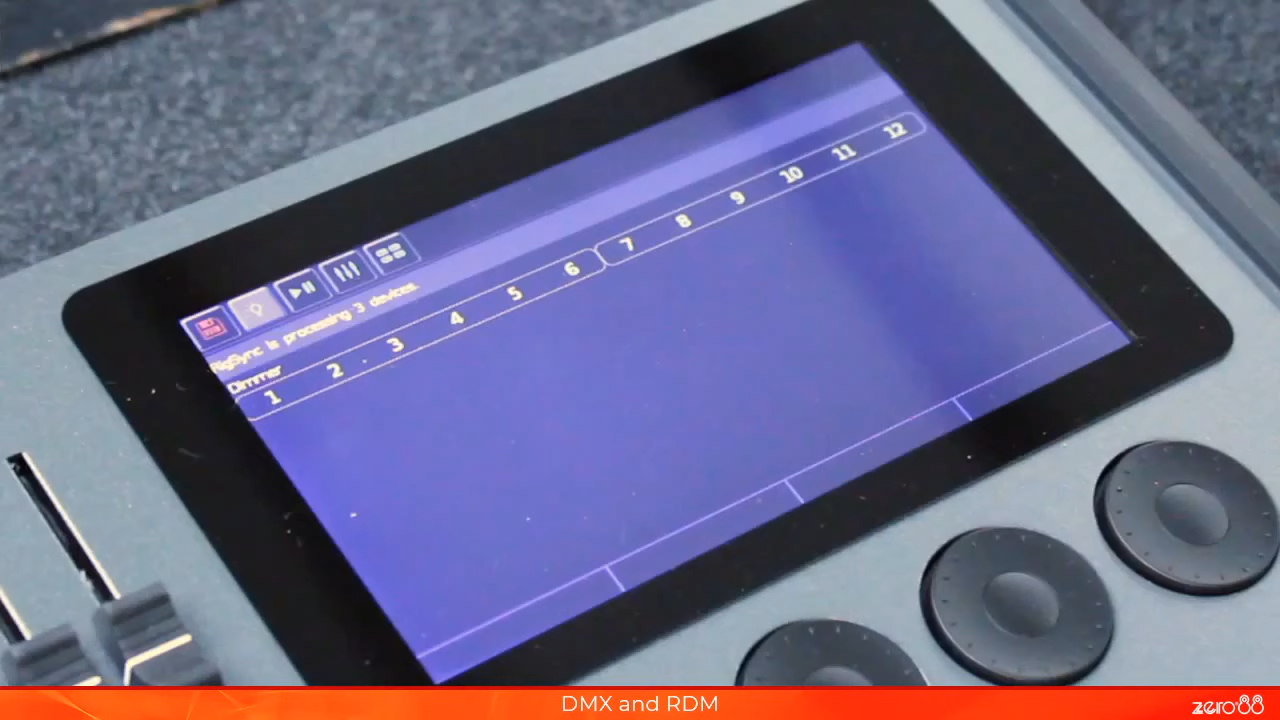 RigSync is processing 3 devices.
Dimmer
1 2 3 4 5 6 7 8 9 10 11 12
DMX and RDM
zero88